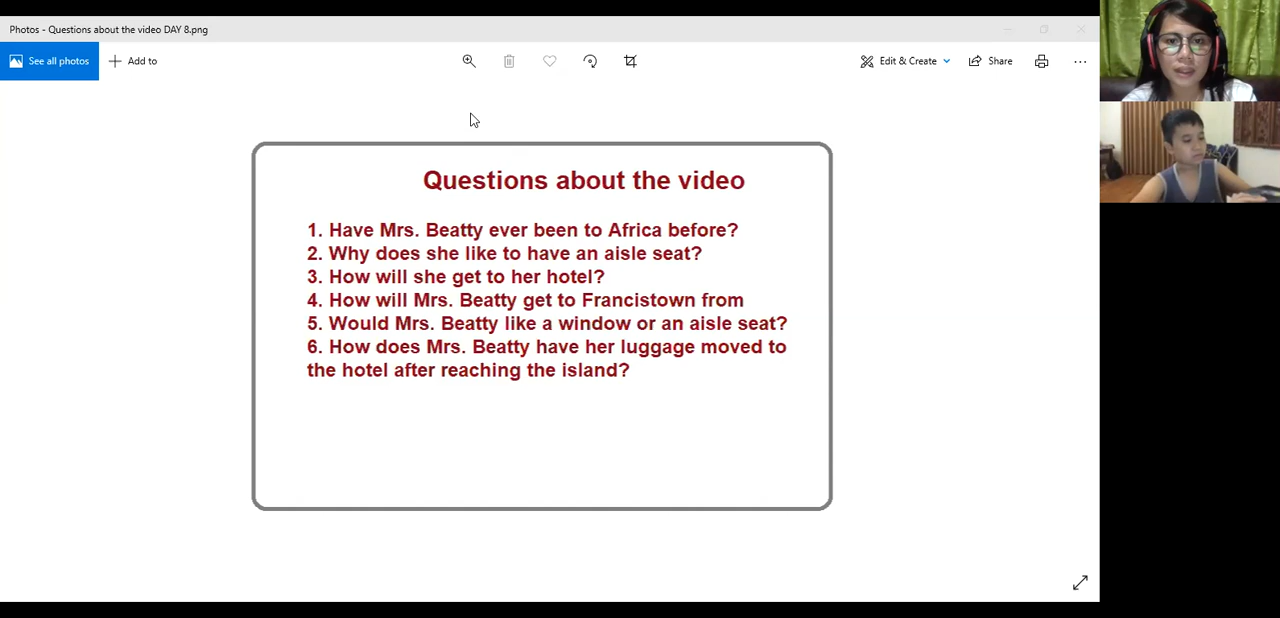 Photos - Questions about the video DAY 8.png
See all photos
Add to
Edit & Create
Share
Questions about the video
1. Have Mrs. Beatty ever been to Africa before?
2. Why does she like to have an aisle seat?
3. How will she get to her hotel?
4. How will Mrs. Beatty get to Francistown from
5. Would Mrs. Beatty like a window or an aisle seat?
6. How does Mrs. Beatty have her luggage moved to
the hotel after reaching the island?